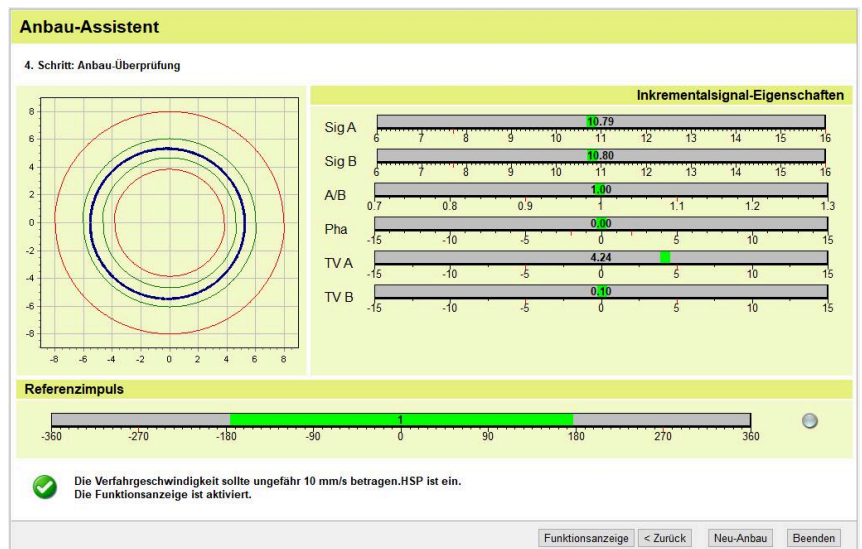 Anbau-Assistent
4. Schritt: Anbau-Überprüfung
8
6
4
2
0
-2
-4
-6
-8
-8 -6 -4 -2 0 2 4 6 8
Inkrementalsignal-Eigenschaften
Sig A
10.79
6 7 8 9 10 11 12 13 14 15 16
Sig B
10.80
6 7 8 9 10 11 12 13 14 15 16
A/B
1.00
0.7 0.8 0.9 1 1.1 1.2 1.3
Pha
0.00
-15 -10 -5 0 5 10 15
TV A
4.24
-15 -10 -5 0 5 10 15
TV B
0.10
-15 -10 -5 0 5 10 15
Referenzimpuls
1
-360 -270 -180 -90 0 90 180 270 360
Die Verfahrgeschwindigkeit sollte ungefähr 10 mm/s betragen.HSP ist ein.
Die Funktionsanzeige ist aktiviert.
Funktionsanzeige < Zurück Neu-Anbau Beenden